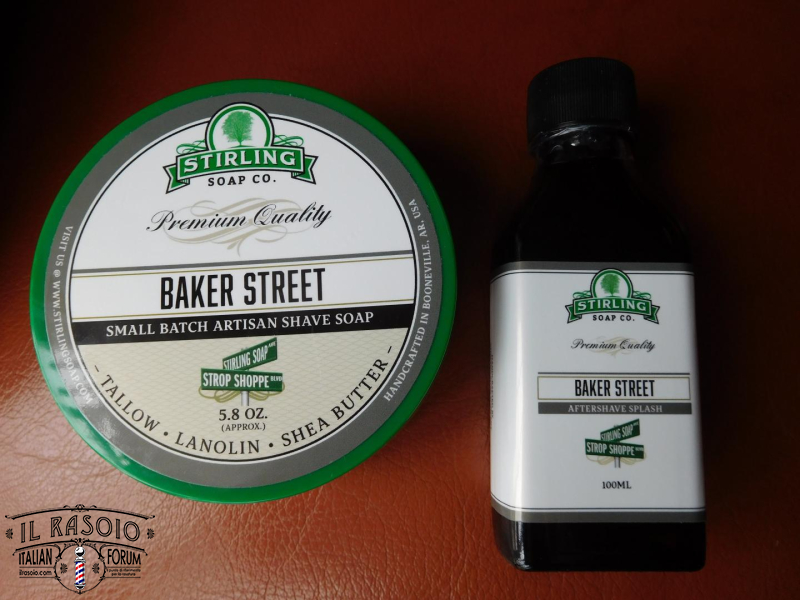 STIRLING
SOAP CO.
Premium Quality
BAKER STREET
SMALL BATCH ARTISAN SHAVE SOAP
STIRLING SOAP AVE
STROP SHOPPE BLVD
5.8 OZ.
(APPROX.)
- TALLOW • LANOLIN • SHEA BUTTER -
VISIT US @ WWW.STIRLINGSOAP.COM
HANDCRAFTED IN BOONEVILLE, AR, USA
STIRLING
SOAP CO.
Premium Quality
BAKER STREET
AFTERSHAVE SPLASH
STIRLING SOAP AVE
STROP SHOPPE BLVD
100ML
IL RASOIO
ITALIAN FORUM
ilrasoio.com